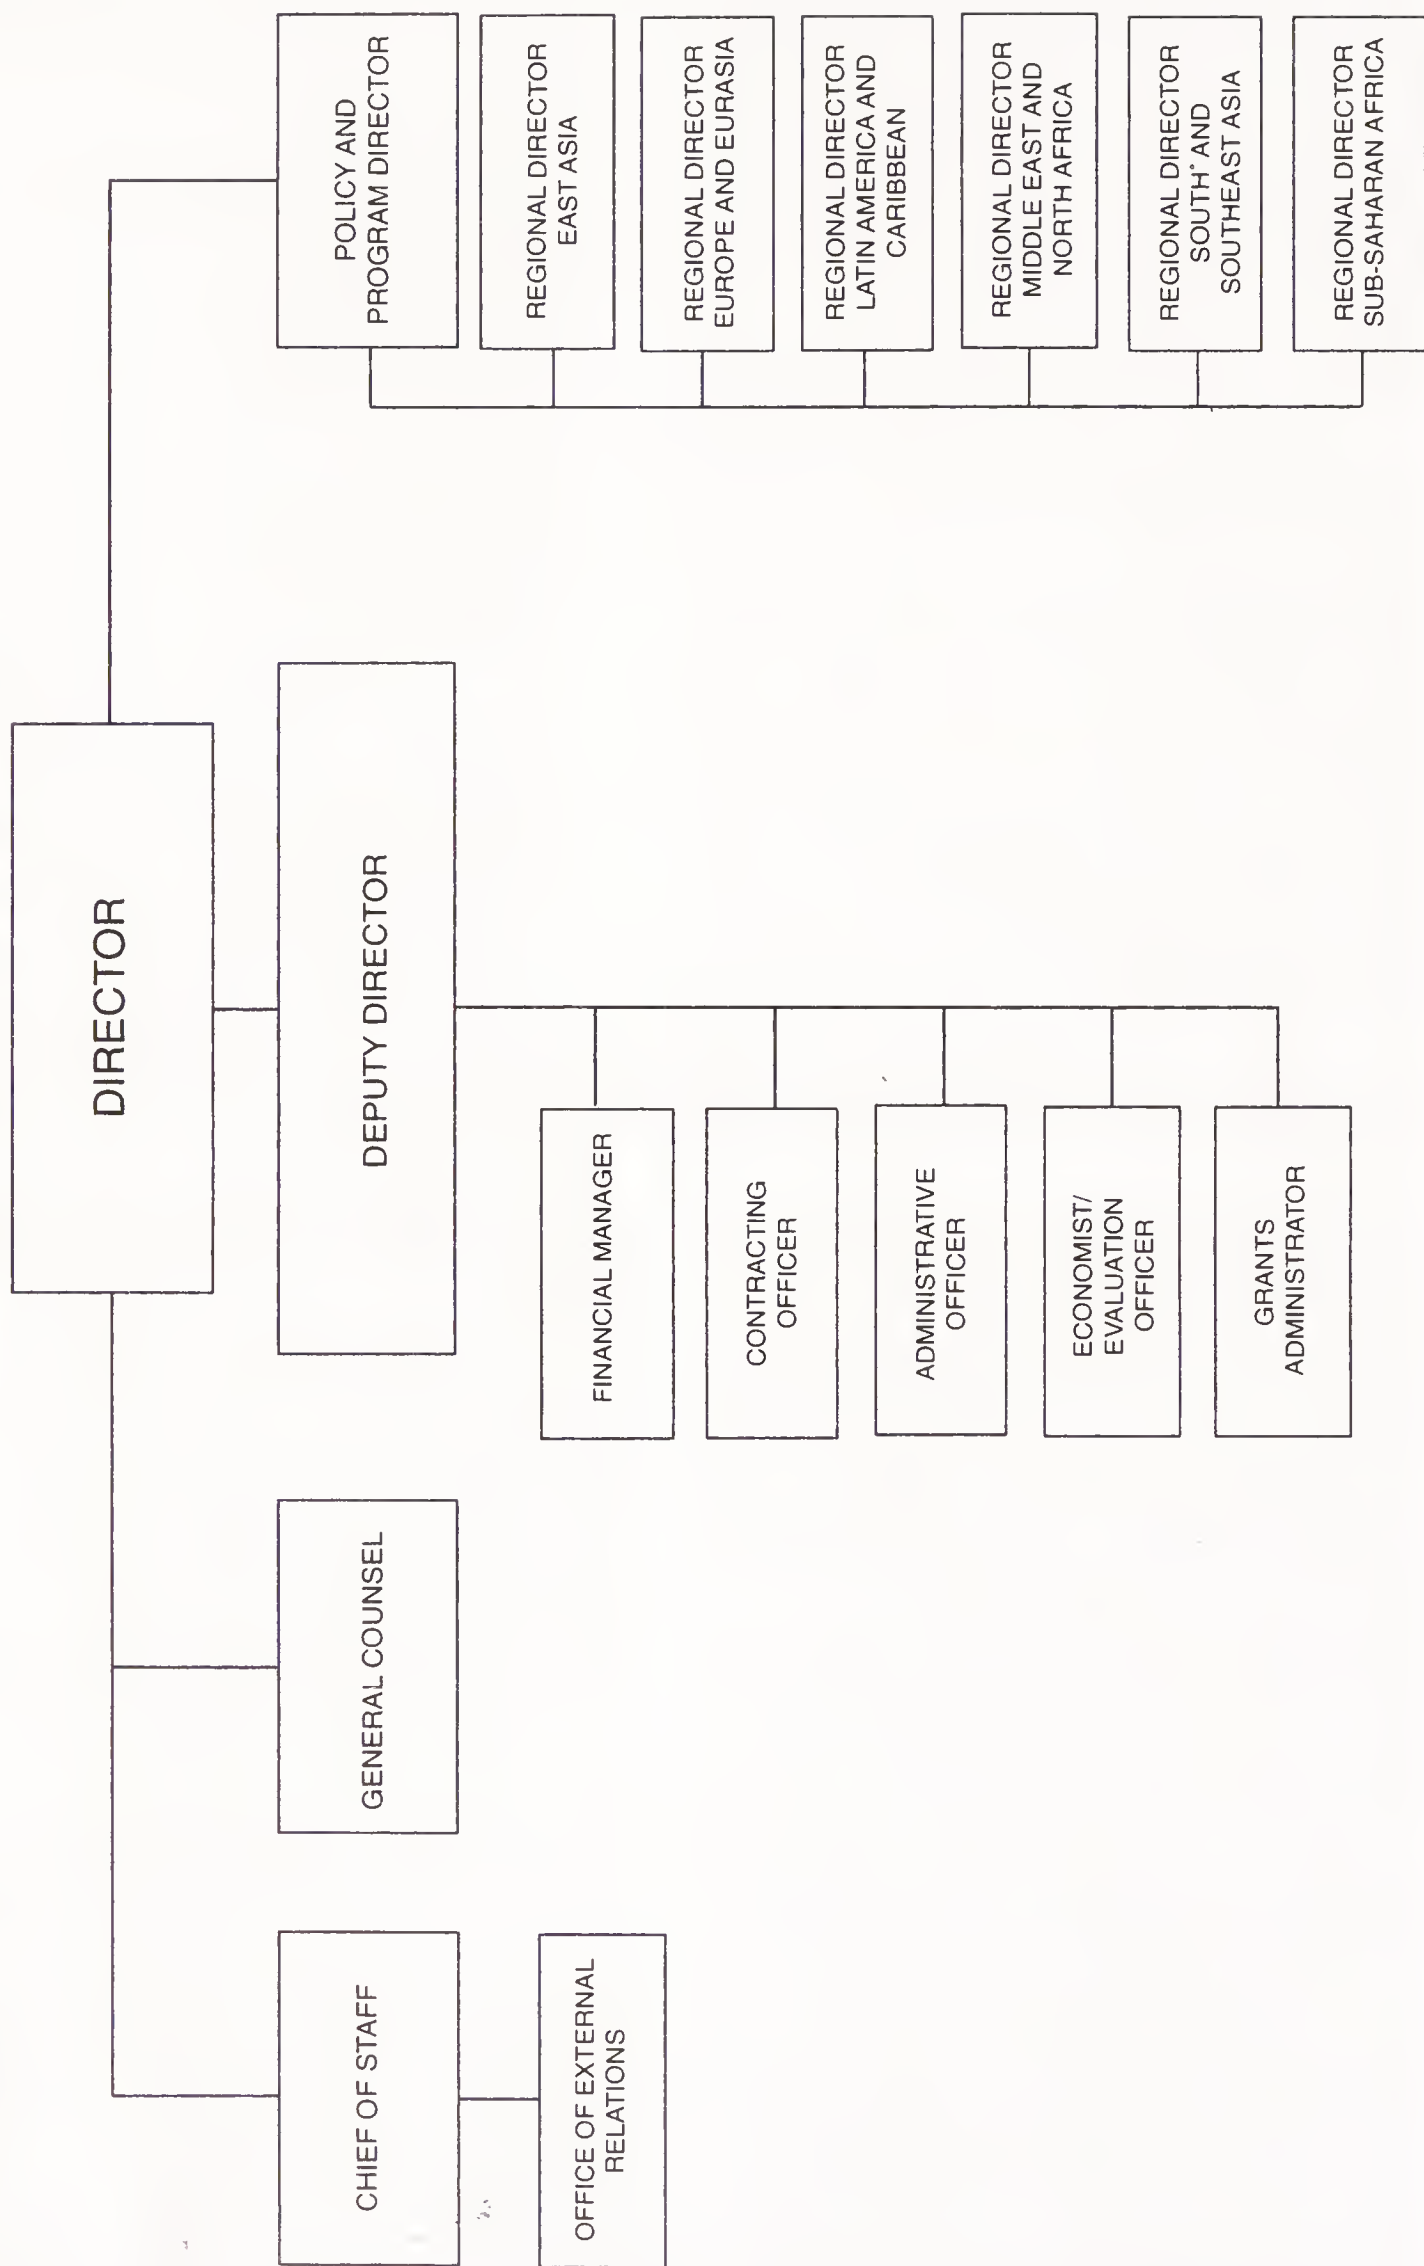 DIRECTOR
CHIEF OF STAFF
GENERAL COUNSEL
DEPUTY DIRECTOR
POLICY AND
PROGRAM DIRECTOR
OFFICE OF EXTERNAL
RELATIONS
FINANCIAL MANAGER
CONTRACTING
OFFICER
ADMINISTRATIVE
OFFICER
ECONOMIST/
EVALUATION
OFFICER
GRANTS
ADMINISTRATOR
REGIONAL DIRECTOR
EAST ASIA
REGIONAL DIRECTOR
EUROPE AND EURASIA
REGIONAL DIRECTOR
LATIN AMERICA AND
CARIBBEAN
REGIONAL DIRECTOR
MIDDLE EAST AND
NORTH AFRICA
REGIONAL DIRECTOR
SOUTH AND
SOUTHEAST ASIA
REGIONAL DIRECTOR
SUB-SAHARAN AFRICA